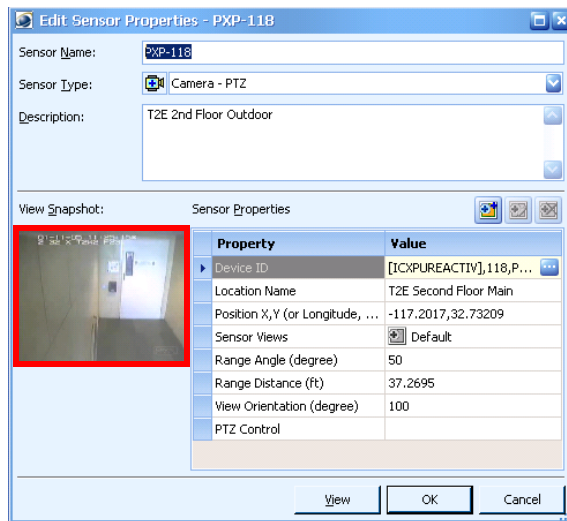 Edit Sensor Properties - PXP-118
Sensor Name: PXP-118
Sensor Type: Camera - PTZ
Description: T2E 2nd Floor Outdoor
View Snapshot: Sensor Properties
Property Value
Device ID [ICXPUREACTIV],118,P...
Location Name T2E Second Floor Main
Position X,Y (or Longitude, ... -117.2017,32.73209
Sensor Views Default
Range Angle (degree) 50
Range Distance (ft) 37.2695
View Orientation (degree) 100
PTZ Control
View OK Cancel